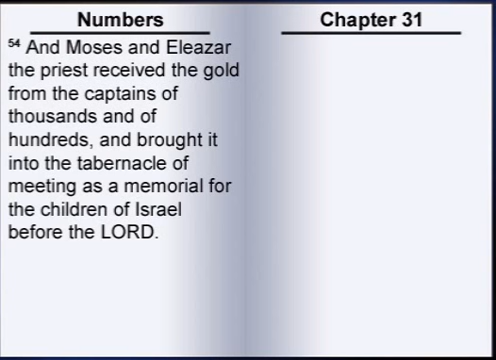 Numbers
Chapter 31
54 And Moses and Eleazar
the priest received the gold
from the captains of
thousands and of
hundreds, and brought it
into the tabernacle of
meeting as a memorial for
the children of Israel
before the LORD.